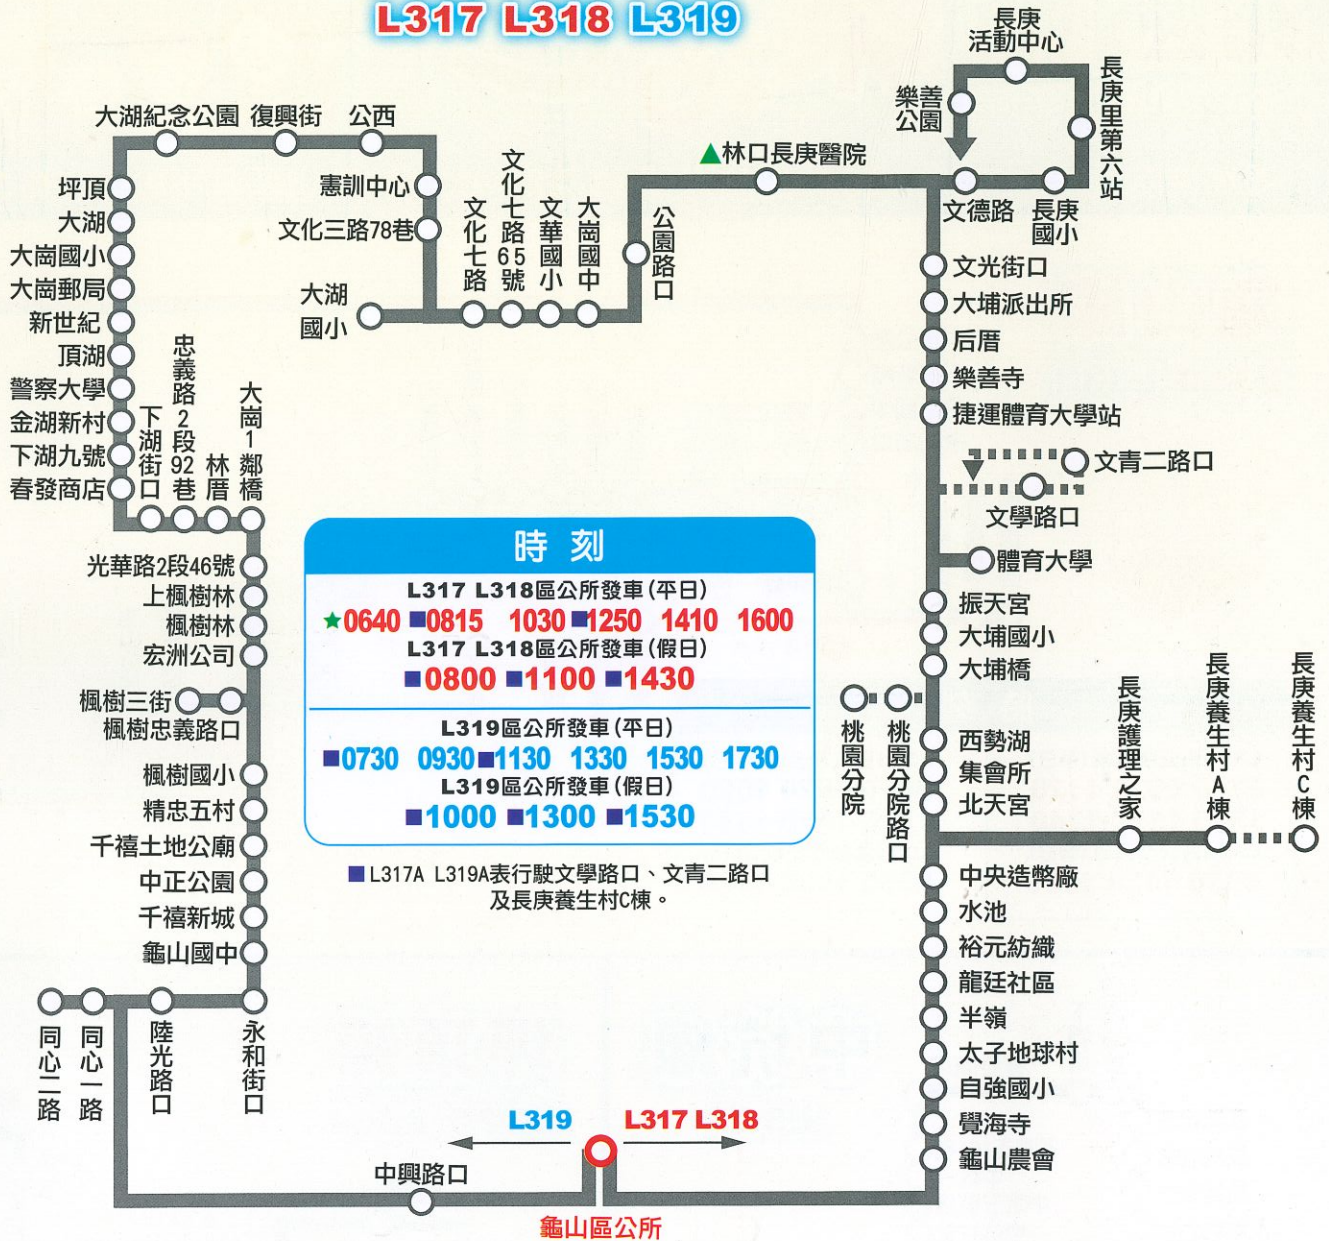 L317 L318 L319
長庚
活動中心
樂善
公園
長庚里第六站
大湖紀念公園 復興街 公西
▲林口長庚醫院
憲訓中心
文化三路78巷
大湖
國小
文化七路
文化七路65號
文華國小
大崗國中
公園路口
文德路
長庚
國小
坪頂
大湖
大崗國小
大崗郵局
新世紀
頂湖
警察大學
金湖新村
下湖九號
春發商店
下湖街口
忠義路2段92巷
林厝
大崗1鄰橋
文光街口
大埔派出所
后厝
樂善寺
捷運體育大學站
文青二路口
文學路口
體育大學
振天宮
大埔國小
大埔橋
桃園分院
桃園分院路口
西勢湖
集會所
北天宮
長庚護理之家
長庚養生村A棟
長庚養生村C棟
光華路2段46號
上楓樹林
楓樹林
宏洲公司
楓樹三街
楓樹忠義路口
楓樹國小
精忠五村
千禧土地公廟
中正公園
千禧新城
龜山國中
同心二路
同心一路
陸光路口
永和街口
時刻
L317 L318區公所發車(平日)
★0640 ■0815 1030 ■1250 1410 1600
L317 L318區公所發車(假日)
■0800 ■1100 ■1430
L319區公所發車(平日)
■0730 0930 ■1130 1330 1530 1730
L319區公所發車(假日)
■1000 ■1300 ■1530
■L317A L319A表行駛文學路口、文青二路口
及長庚養生村C棟。
中央造幣廠
水池
裕元紡織
龍廷社區
半嶺
太子地球村
自強國小
覺海寺
龜山農會
L319
L317 L318
中興路口
龜山區公所